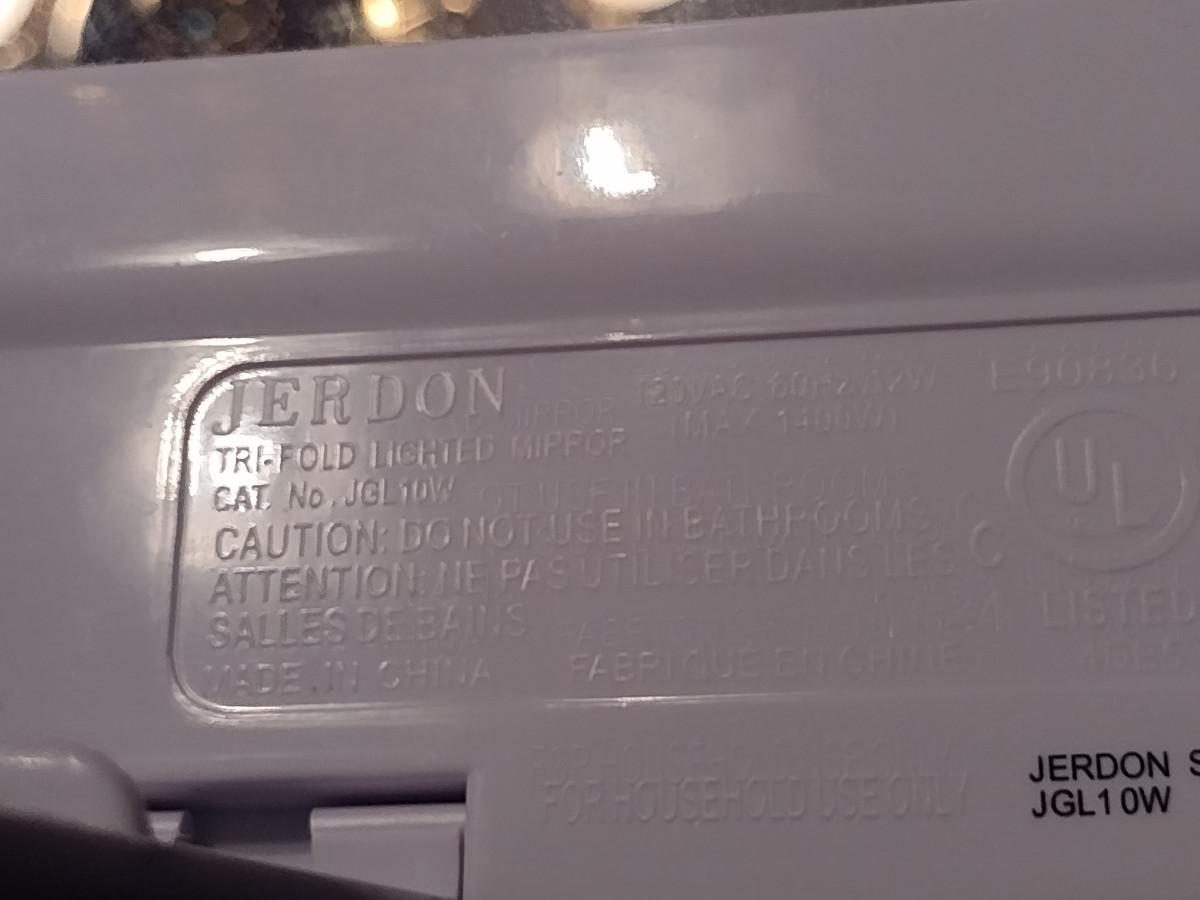 JERDON
120VAC 60Hz 12W
E90836
TRI-FOLD LIGHTED MIRROR
(MAX 1400W)
CAT. No. JGL10W
UL
CAUTION: DO NOT USE IN BATHROOMS
ATTENTION: NE PAS UTILISER DANS LES
C
SALLES DE BAINS
LISTED
MADE IN CHINA
FABRIQUE EN CHINE
FOR HOUSEHOLD USE ONLY
JERDON S
JGL10W